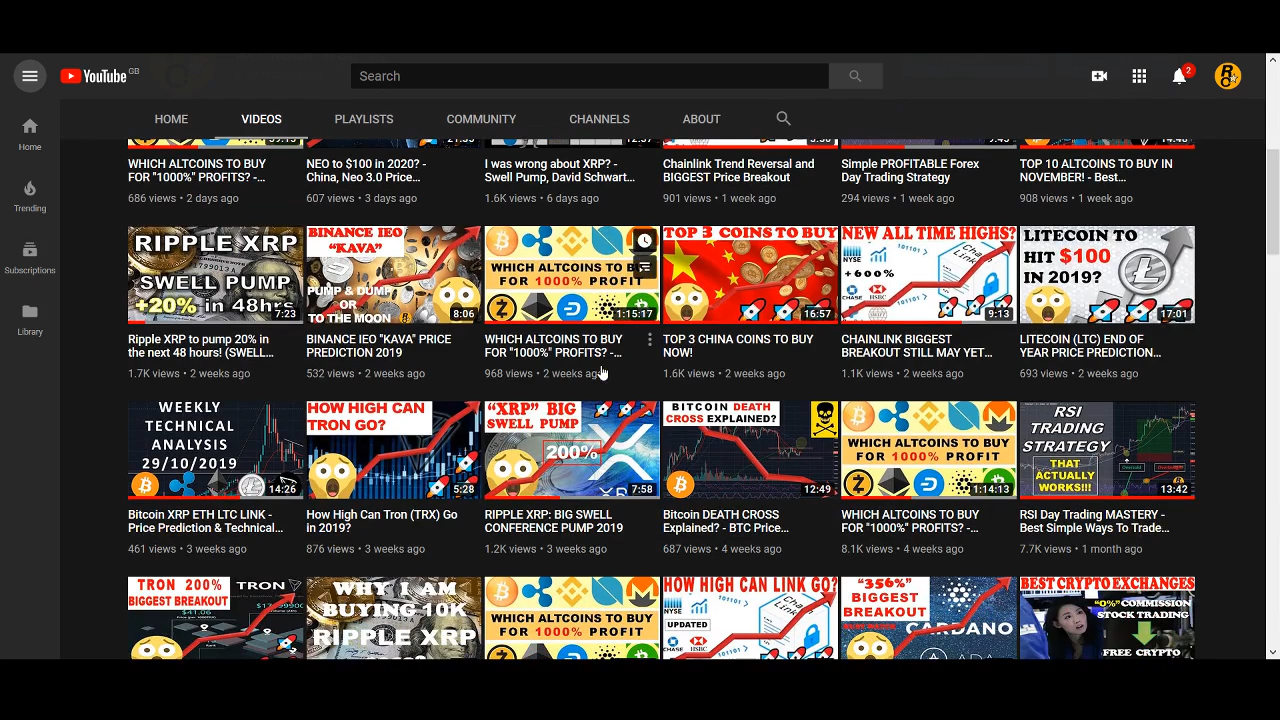 YouTube GB
Search
2
HOME VIDEOS PLAYLISTS COMMUNITY CHANNELS ABOUT
Home
Trending
Subscriptions
Library
WHICH ALTCOINS TO BUY
FOR "1000%" PROFITS? -...
686 views • 2 days ago
NEO to $100 in 2020? -
China, Neo 3.0 Price...
607 views • 3 days ago
I was wrong about XRP? -
Swell Pump, David Schwart...
1.6K views • 6 days ago
Chainlink Trend Reversal and
BIGGEST Price Breakout
901 views • 1 week ago
Simple PROFITABLE Forex
Day Trading Strategy
294 views • 1 week ago
TOP 10 ALTCOINS TO BUY IN
NOVEMBER! - Best...
908 views • 1 week ago
RIPPLE XRP
SWELL PUMP
+20% in 48hrs
7:23
Ripple XRP to pump 20% in
the next 48 hours! (SWELL...
1.7K views • 2 weeks ago
BINANCE IEO
"KAVA"
PUMP & DUMP
OR
TO THE MOON
8:06
BINANCE IEO "KAVA" PRICE
PREDICTION 2019
532 views • 2 weeks ago
WHICH ALTCOINS TO BU
FOR 1000% PROFIT
1:15:17
WHICH ALTCOINS TO BUY
FOR "1000%" PROFITS? -...
968 views • 2 weeks ago
TOP 3 COINS TO BUY
16:57
TOP 3 CHINA COINS TO BUY
NOW!
1.6K views • 2 weeks ago
NEW ALL TIME HIGHS?
NYSE
+600%
CHASE
HSBC
Chain
Link
9:13
CHAINLINK BIGGEST
BREAKOUT STILL MAY YET...
1.1K views • 2 weeks ago
LITECOIN TO
HIT $100
IN 2019?
17:01
LITECOIN (LTC) END OF
YEAR PRICE PREDICTION...
693 views • 2 weeks ago
WEEKLY
TECHNICAL
ANALYSIS
29/10/2019
14:26
Bitcoin XRP ETH LTC LINK -
Price Prediction & Technical...
461 views • 3 weeks ago
HOW HIGH CAN
TRON GO?
5:28
How High Can Tron (TRX) Go
in 2019?
876 views • 3 weeks ago
"XRP" BIG
SWELL PUMP
200%
7:58
RIPPLE XRP: BIG SWELL
CONFERENCE PUMP 2019
1.2K views • 3 weeks ago
BITCOIN DEATH
CROSS EXPLAINED?
12:49
Bitcoin DEATH CROSS
Explained? - BTC Price...
687 views • 4 weeks ago
WHICH ALTCOINS TO BUY
FOR 1000% PROFIT
1:14:13
WHICH ALTCOINS TO BUY
FOR "1000%" PROFITS? -...
8.1K views • 4 weeks ago
RSI
TRADING
STRATEGY
THAT
ACTUALLY
WORKS!!!
13:42
RSI Day Trading MASTERY -
Best Simple Ways To Trade...
7.7K views • 1 month ago
TRON 200%
BIGGEST BREAKOUT
TRON
WHY I AM
BUYING 10K
RIPPLE XRP
WHICH ALTCOINS TO BUY
FOR 1000% PROFIT
HOW HIGH CAN LINK GO?
NYSE
UPDATED
CHASE
HSBC
Chain
Link
"356%"
BIGGEST
BREAKOUT
CARDANO
ADA
BEST CRYPTO EXCHANGES
"0%" COMMISSION
STOCK TRADING
FREE CRYPTO